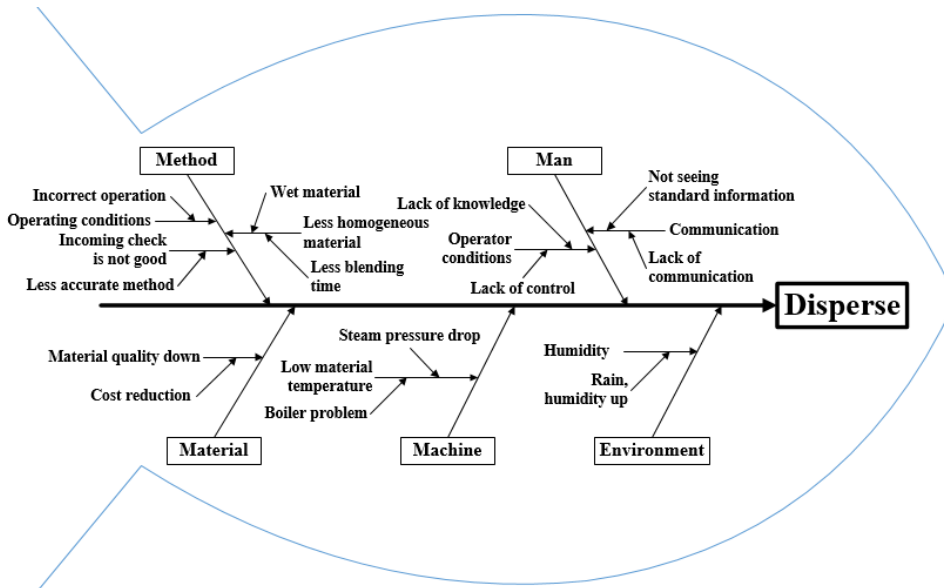 Method
Man
Incorrect operation
Operating conditions
Incoming check
is not good
Less accurate method
Wet material
Less homogeneous
material
Less blending
time
Lack of knowledge
Operator
conditions
Lack of control
Not seeing
standard information
Communication
Lack of
communication
Disperse
Material quality down
Cost reduction
Steam pressure drop
Low material
temperature
Boiler problem
Humidity
Rain,
humidity up
Material
Machine
Environment